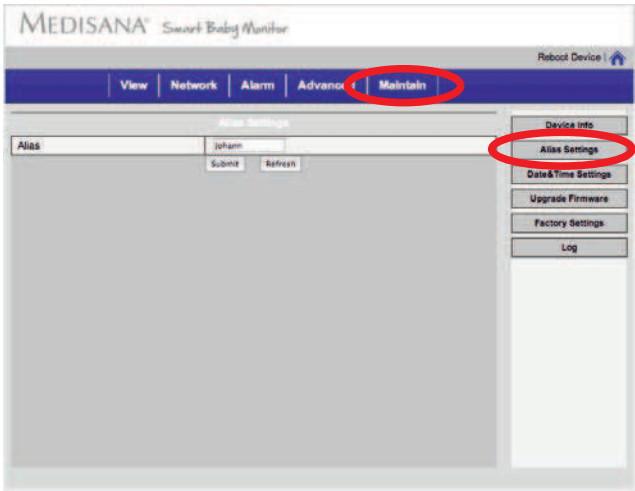 MEDISANA® Smart Baby Monitor
Reboot Device |
View | Network | Alarm | Advanced | Maintain
Alias Settings
Alias
Johann
Submit Refresh
Device Info
Alias Settings
Date&Time Settings
Upgrade Firmware
Factory Settings
Log